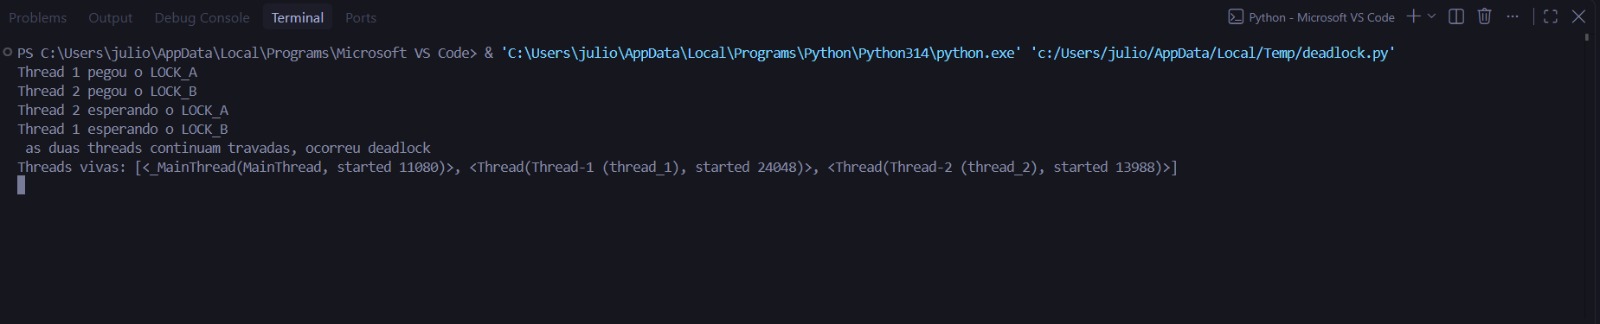 Problems Output Debug Console Terminal Ports Python - Microsoft VS Code
PS C:\Users\julio\AppData\Local\Programs\Microsoft VS Code> & 'C:\Users\julio\AppData\Local\Programs\Python\Python314\python.exe' 'c:/Users/julio/AppData/Local/Temp/deadlock.py'
Thread 1 pegou o LOCK_A
Thread 2 pegou o LOCK_B
Thread 2 esperando o LOCK_A
Thread 1 esperando o LOCK_B
 as duas threads continuam travadas, ocorreu deadlock
Threads vivas: [<_MainThread(MainThread, started 11080)>, <Thread(Thread-1 (thread_1), started 24048)>, <Thread(Thread-2 (thread_2), started 13988)>]